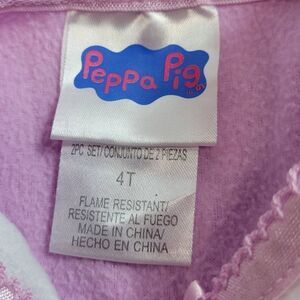 Peppa Pig
2PC SET/CONJUNTO DE 2 PIEZAS
4T
FLAME RESISTANT/
RESISTENTE AL FUEGO
MADE IN CHINA/
HECHO EN CHINA